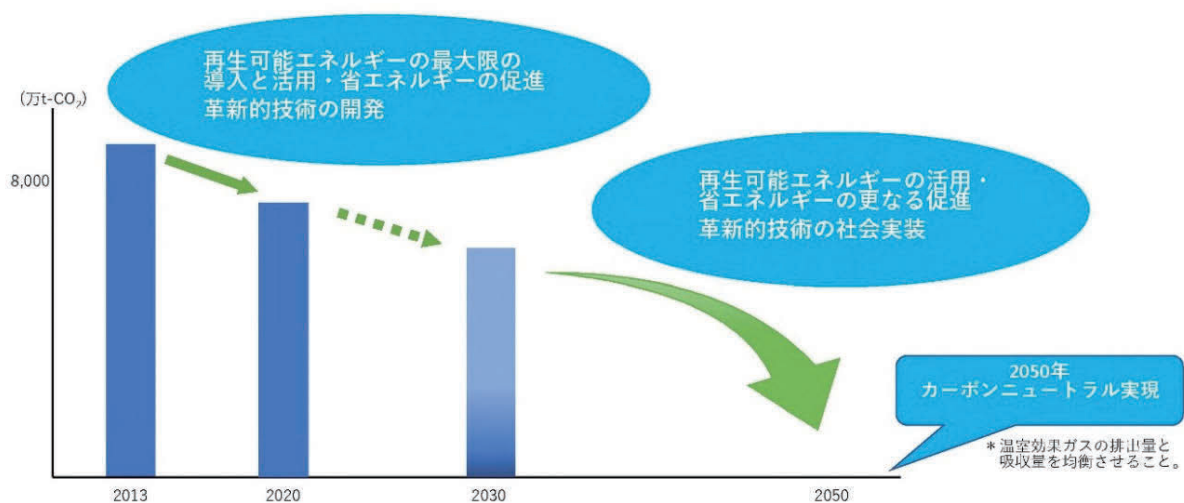 再生可能エネルギーの最大限の
導入と活用・省エネルギーの促進
革新的技術の開発
(万t-CO₂)
8,000
再生可能エネルギーの活用・
省エネルギーの更なる促進
革新的技術の社会実装
2050年
カーボンニュートラル実現
*温室効果ガスの排出量と
吸収量を均衡させること。
2013
2020
2030
2050